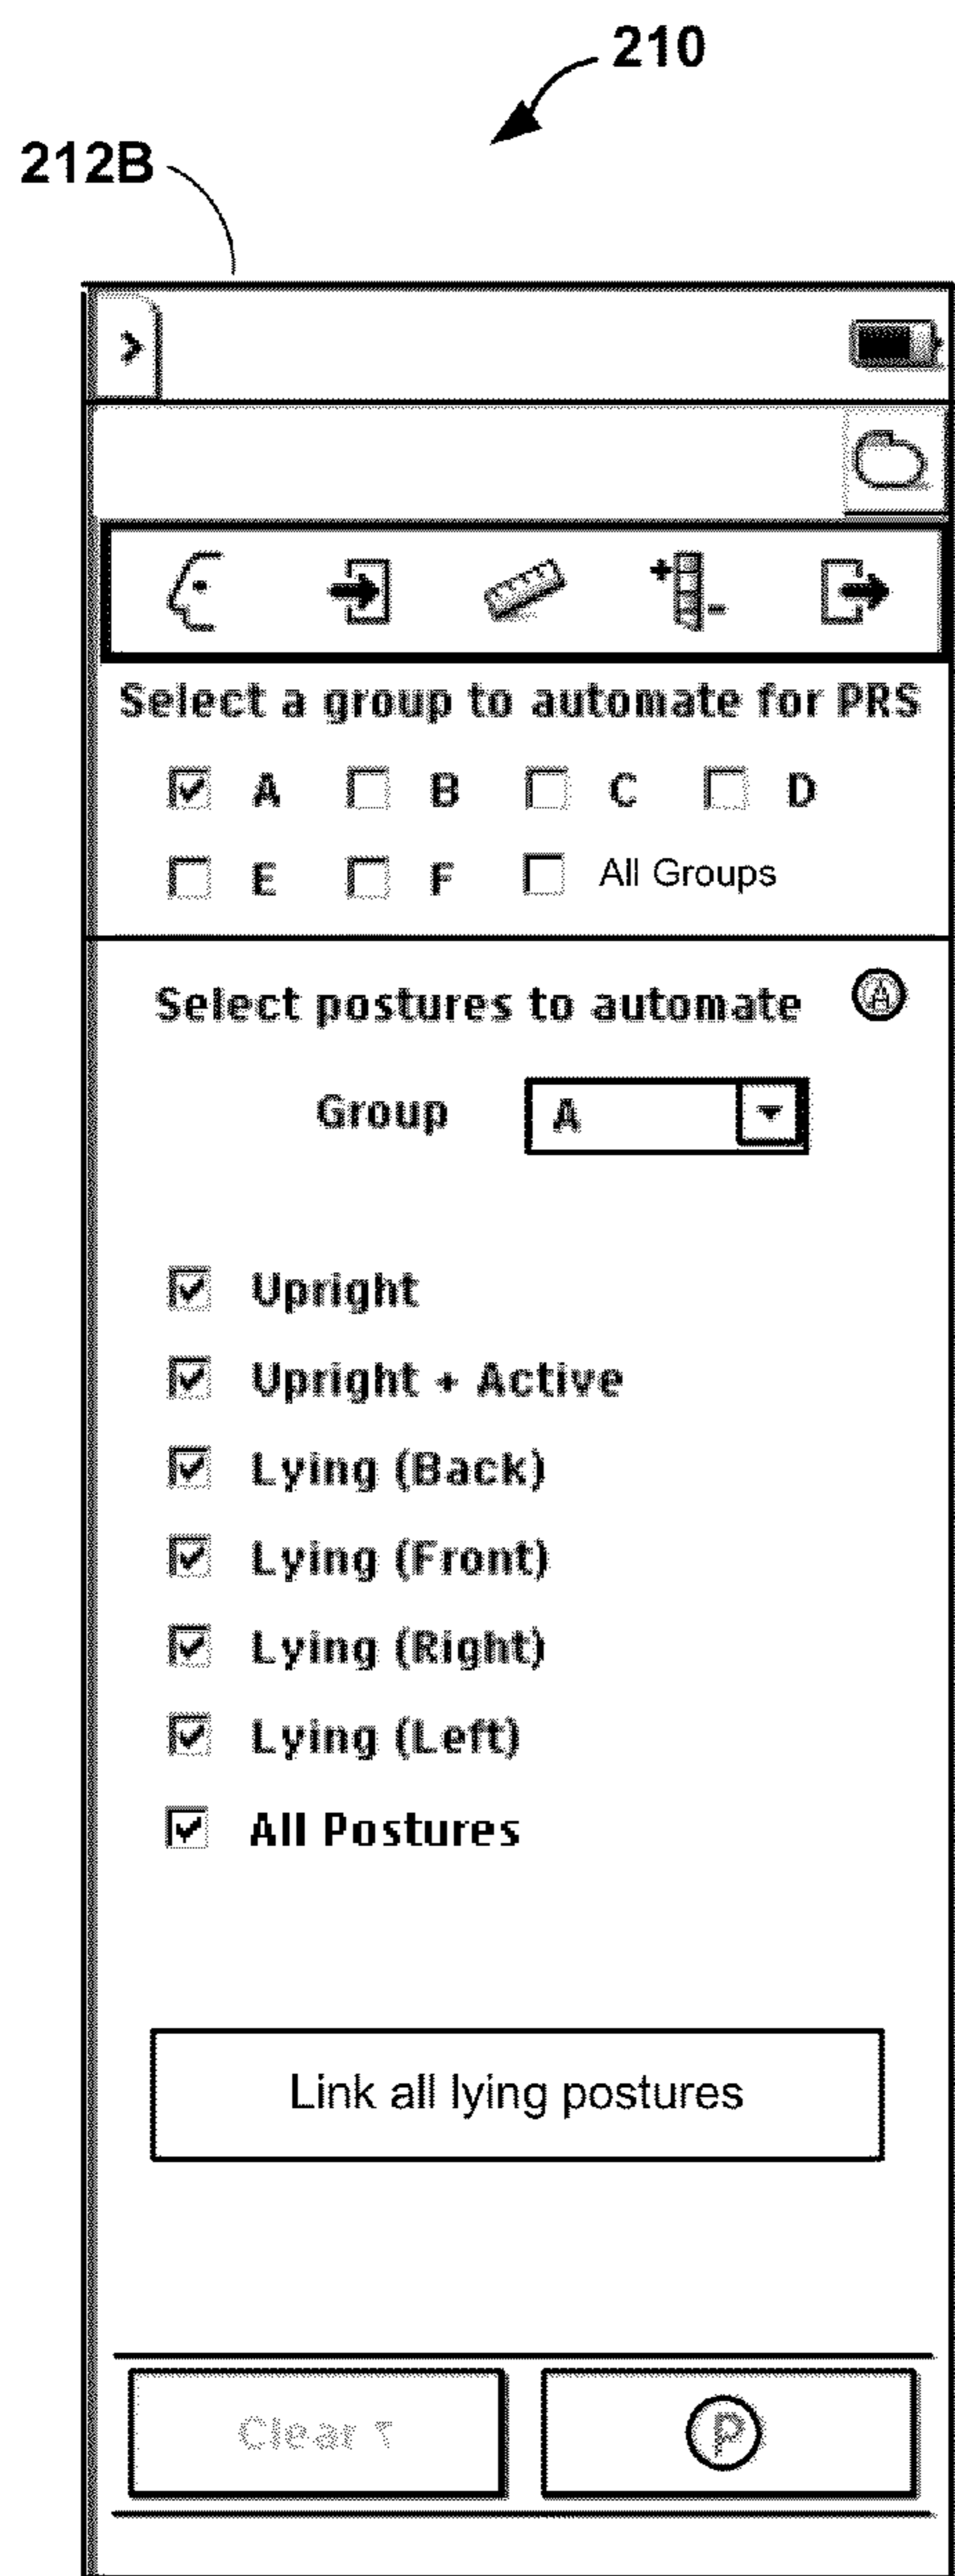 210
212B
Select a group to automate for PRS
A B C D
E F All Groups
Select postures to automate A
Group A
Upright
Upright + Active
Lying (Back)
Lying (Front)
Lying (Right)
Lying (Left)
All Postures
Link all lying postures
Clear P